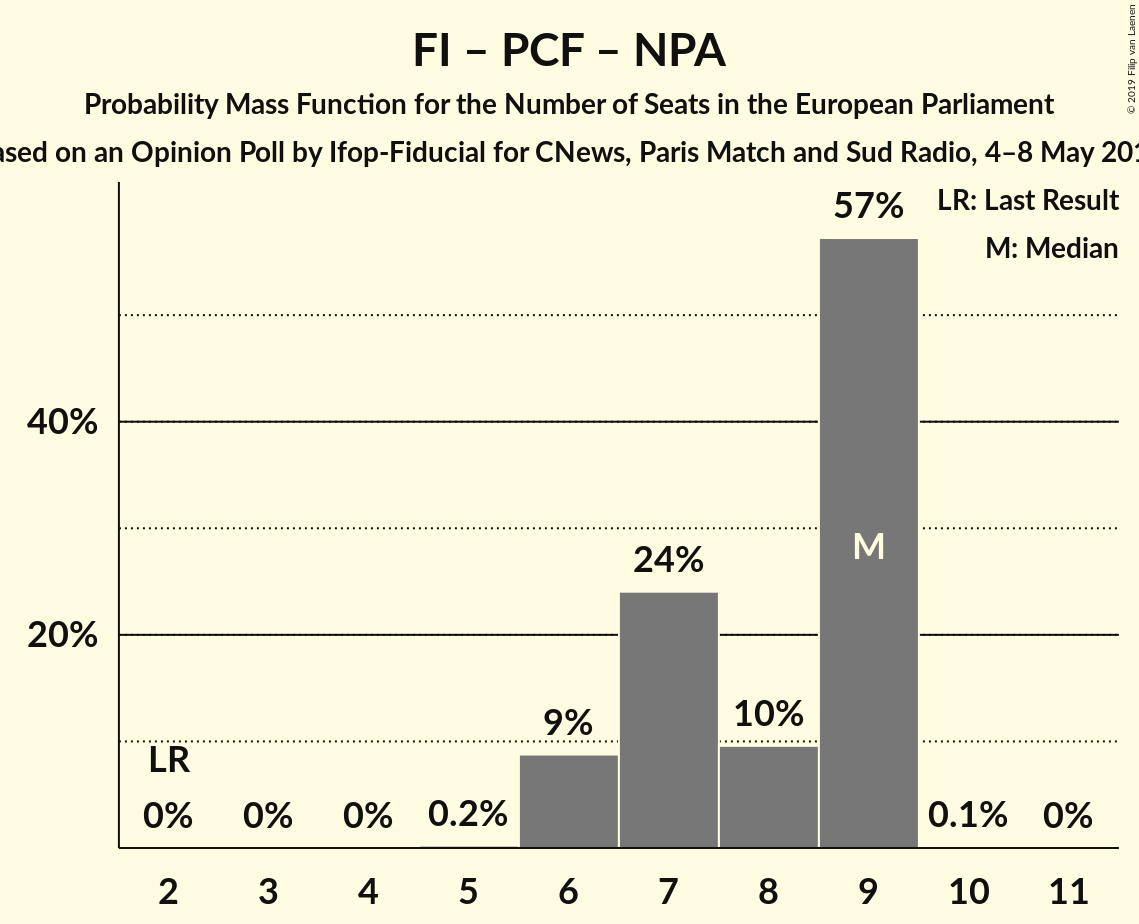 FI – PCF – NPA
Probability Mass Function for the Number of Seats in the European Parliament
on an Opinion Poll by Ifop-Fiducial for CNews, Paris Match and Sud Radio, 4–8 May
© 2019 Filip van Laenen
LR: Last Result
M: Median
57%
40%
M
24%
20%
10%
9%
LR
0% 0% 0% 0.2% 0.1% 0%
2 3 4 5 6 7 8 9 10 11